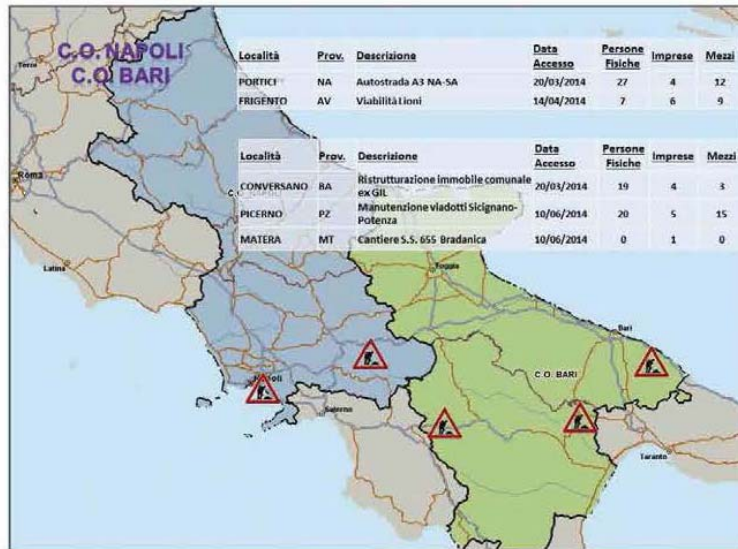 C.O. NAPOLI
C.O. BARI
Località Prov. Descrizione Data Accesso Persone Fisiche Imprese Mezzi
PORTICI NA Autostrada A3 NA-SA 20/03/2014 27 4 12
FRIGENTO AV Viabilità Lioni 14/04/2014 7 6 9
Località Prov. Descrizione Data Accesso Persone Fisiche Imprese Mezzi
CONVERSANO BA Ristrutturazione immobile comunale ex GIL 20/03/2014 19 4 3
PICERNO PZ Manutenzione viadotti Sicignano-Potenza 10/06/2014 20 5 15
MATERA MT Cantiere S.S. 655 Bradanica 10/06/2014 0 1 0
Roma
Latina
Foggia
Bari
C.O. BARI
Napoli
Salerno
Taranto